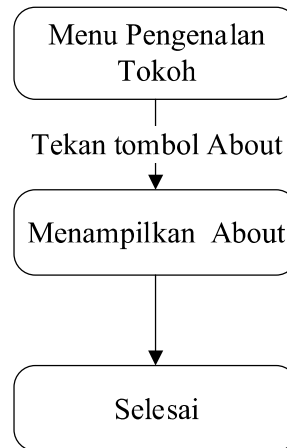 Menu Pengenalan
Tokoh
Tekan tombol About
Menampilkan About
Selesai